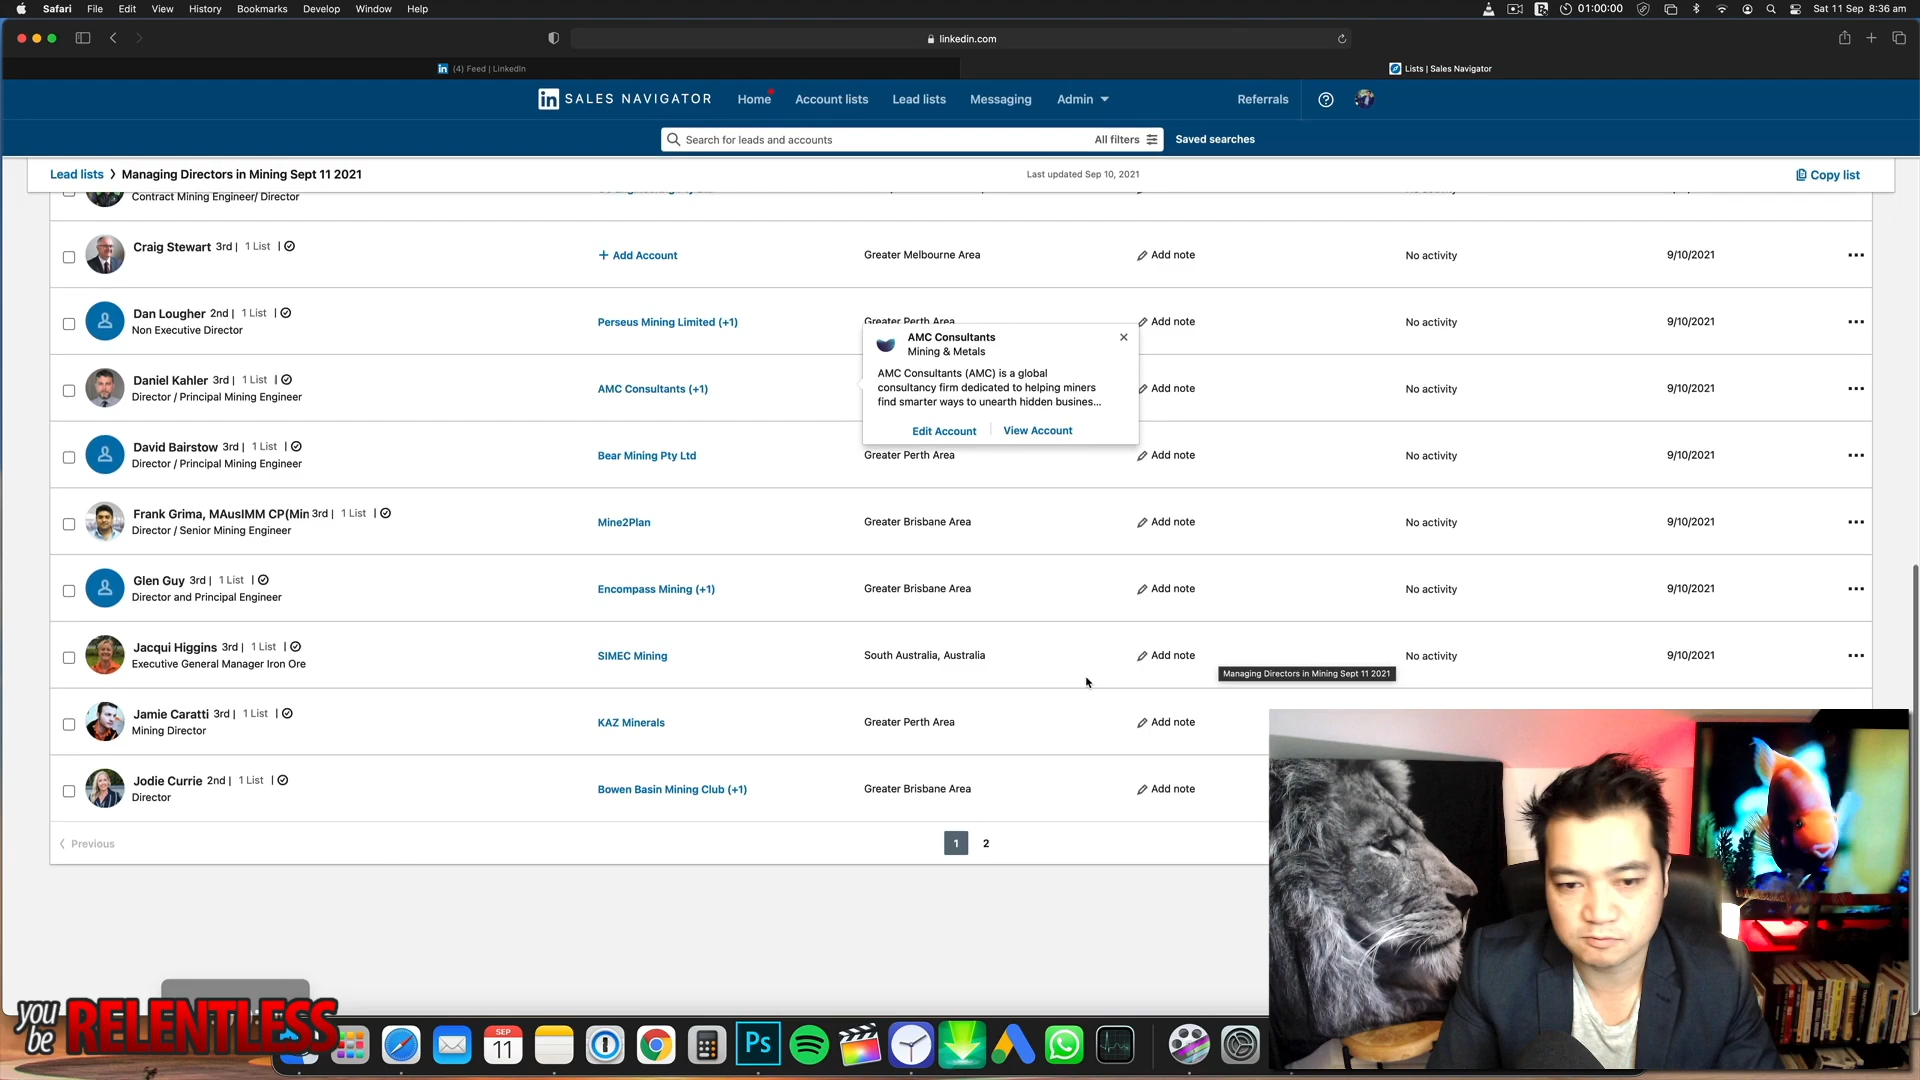 Safari File Edit View History Bookmarks Develop Window Help
01:00:00 Sat 11 Sep 8:36 am
linkedin.com
(4) Feed | LinkedIn
Lists | Sales Navigator
in SALES NAVIGATOR Home Account lists Lead lists Messaging Admin Referrals
Search for leads and accounts All filters Saved searches
Lead lists > Managing Directors in Mining Sept 11 2021 Last updated Sep 10, 2021 Copy list
Contract Mining Engineer/ Director
Craig Stewart 3rd | 1 List |
+ Add Account Greater Melbourne Area Add note No activity 9/10/2021 ...
Dan Lougher 2nd | 1 List |
Non Executive Director
Perseus Mining Limited (+1) Greater Perth Area Add note No activity 9/10/2021 ...
AMC Consultants
Mining & Metals
AMC Consultants (AMC) is a global
consultancy firm dedicated to helping miners
find smarter ways to unearth hidden busines...
Edit Account | View Account
Daniel Kahler 3rd | 1 List |
Director / Principal Mining Engineer
AMC Consultants (+1) Add note No activity 9/10/2021 ...
David Bairstow 3rd | 1 List |
Director / Principal Mining Engineer
Bear Mining Pty Ltd Greater Perth Area Add note No activity 9/10/2021 ...
Frank Grima, MAusIMM CP(Min 3rd | 1 List |
Director / Senior Mining Engineer
Mine2Plan Greater Brisbane Area Add note No activity 9/10/2021 ...
Glen Guy 3rd | 1 List |
Director and Principal Engineer
Encompass Mining (+1) Greater Brisbane Area Add note No activity 9/10/2021 ...
Jacqui Higgins 3rd | 1 List |
Executive General Manager Iron Ore
SIMEC Mining South Australia, Australia Add note No activity 9/10/2021 ...
Managing Directors in Mining Sept 11 2021
Jamie Caratti 3rd | 1 List |
Mining Director
KAZ Minerals Greater Perth Area Add note
Jodie Currie 2nd | 1 List |
Director
Bowen Basin Mining Club (+1) Greater Brisbane Area Add note
< Previous 1 2
you be RELENTLESS
SEP
11
Ps